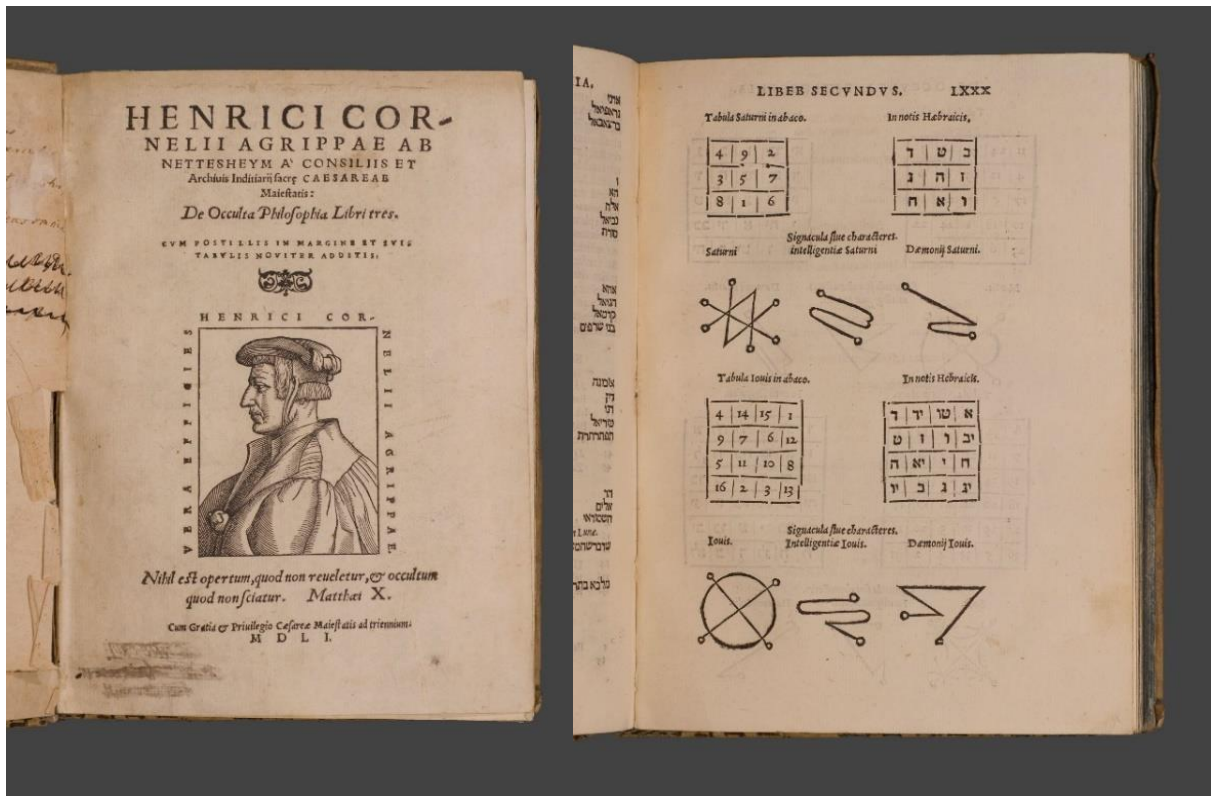 HENRICI COR-
NELII AGRIPPAE AB
NETTESHEYM A' CONSILIIS ET
Archiuis Inditiarij sacrę CAESAREAE
Maiestatis:
De Occulta Philosophia Libri tres.
CVM POSTILLIS IN MARGINE ET SVIS
TABVLIS NOVITER ADDITIS:
HENRICI COR-
NELII AGRIPPAE.
VERA EFFIGIES
Nihil est opertum, quod non reueletur, & occultum
quod non sciatur. Matthæi X.
Cum Gratia & Priuilegio Cæsareæ Maiestatis ad triennium.
M D L I.
IA.
LIBER SECVNDVS. LXXX
Tabula Saturni in abaco. In notis Hebraicis.
4 9 2
3 5 7
8 1 6
ב ט ד
ז ה ג
ו א ח
Signacula siue characteres.
Saturni intelligentiæ Saturni Dæmonij Saturni.
Tabula Iouis in abaco. In notis Hebraicis.
4 14 15 1
9 7 6 12
5 11 10 8
16 2 3 13
א טו יד ד
יב ו ז ט
ח י יא ה
יג ג ב יו
Signacula siue characteres.
Iouis. Intelligentiæ Iouis. Dæmonij Iouis.